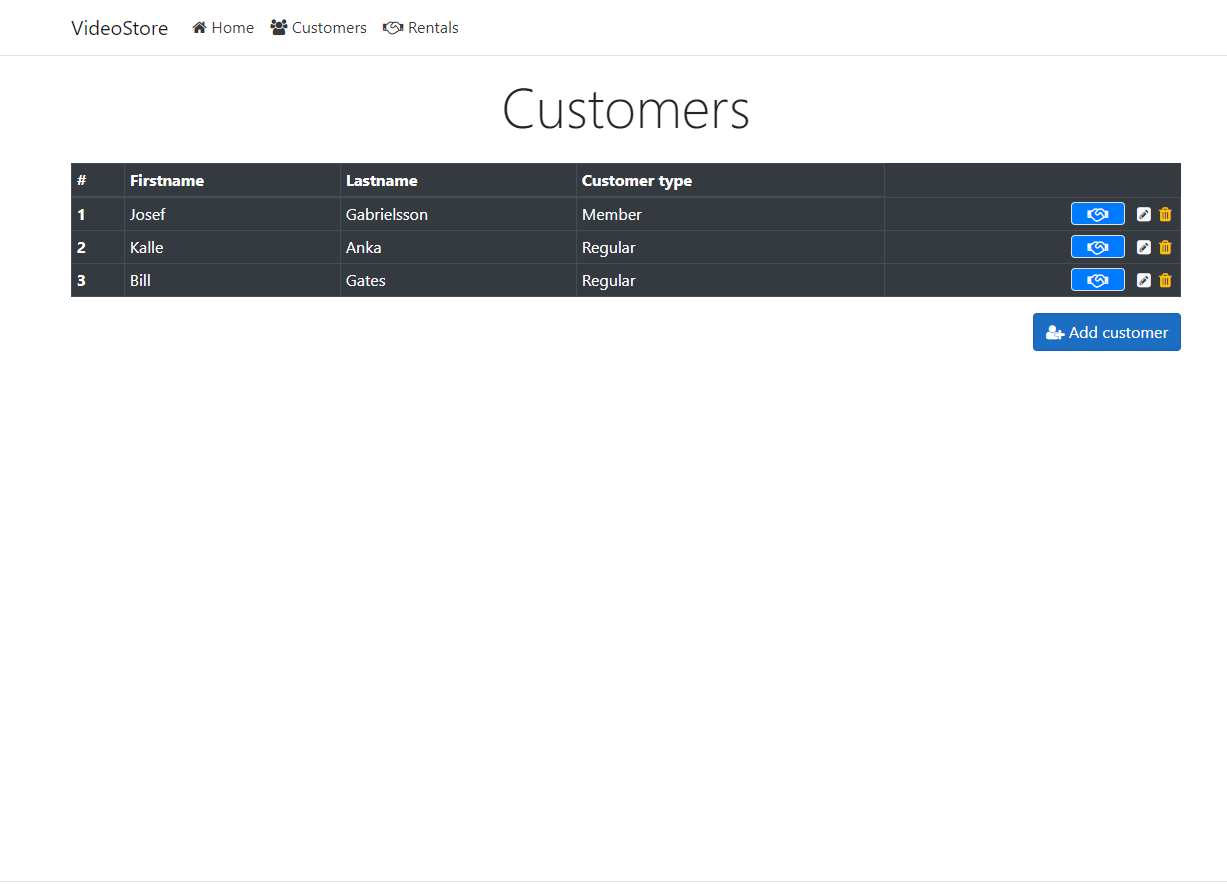 VideoStore Home Customers Rentals
Customers
# Firstname Lastname Customer type
1 Josef Gabrielsson Member
2 Kalle Anka Regular
3 Bill Gates Regular
Add customer